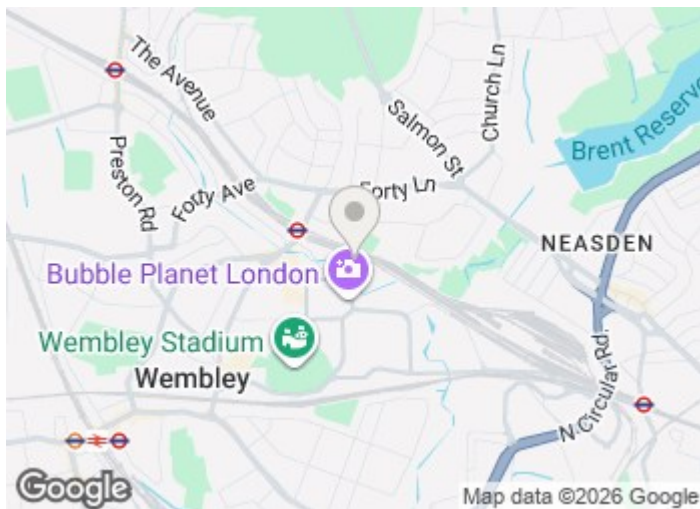 The Avenue
Church Ln
Salmon St
Brent Reserv
Preston Rd
Forty Ave
Forty Ln
NEASDEN
Bubble Planet London
Wembley Stadium
Wembley
N Circular Rd.
Google
Map data ©2026 Google